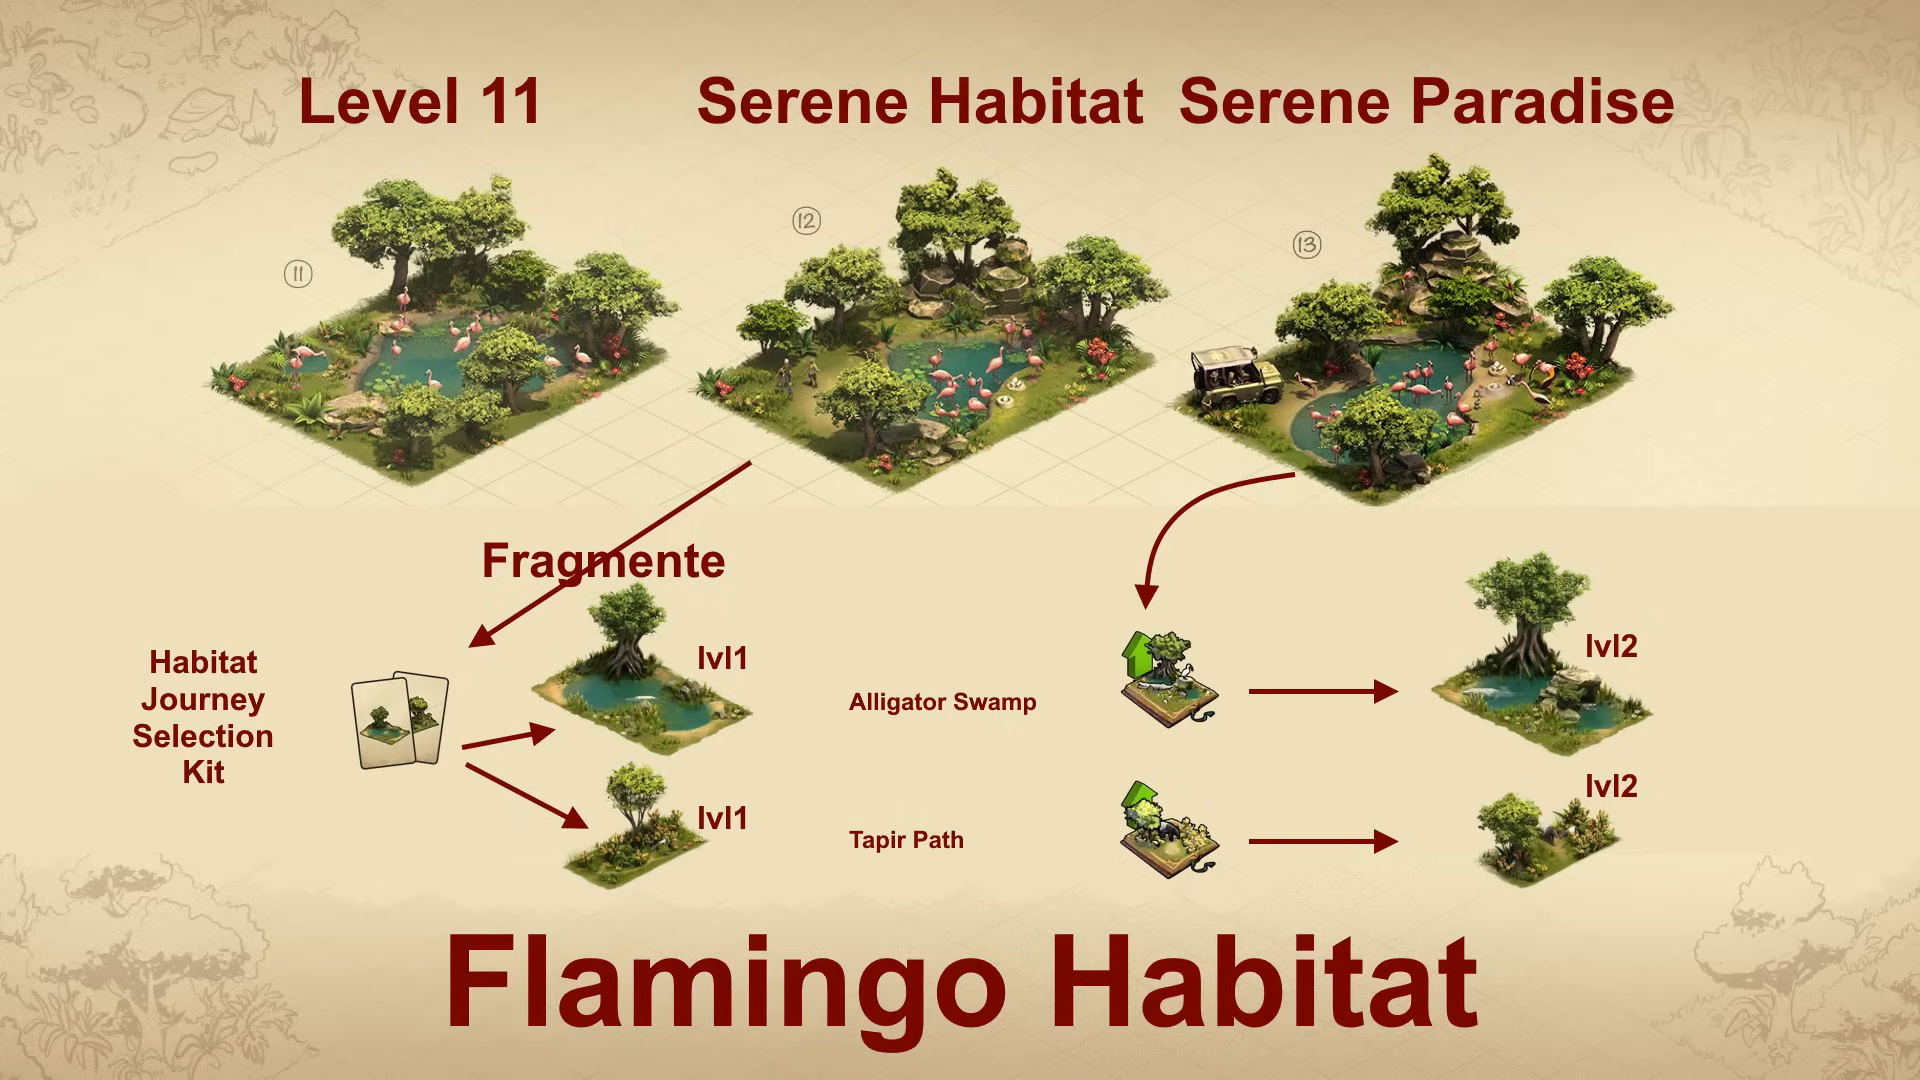 Level 11
Serene Habitat
Serene Paradise
11
12
13
Fragmente
Habitat
Journey
Selection
Kit
lvl1
lvl1
Alligator Swamp
lvl2
Tapir Path
lvl2
Flamingo Habitat